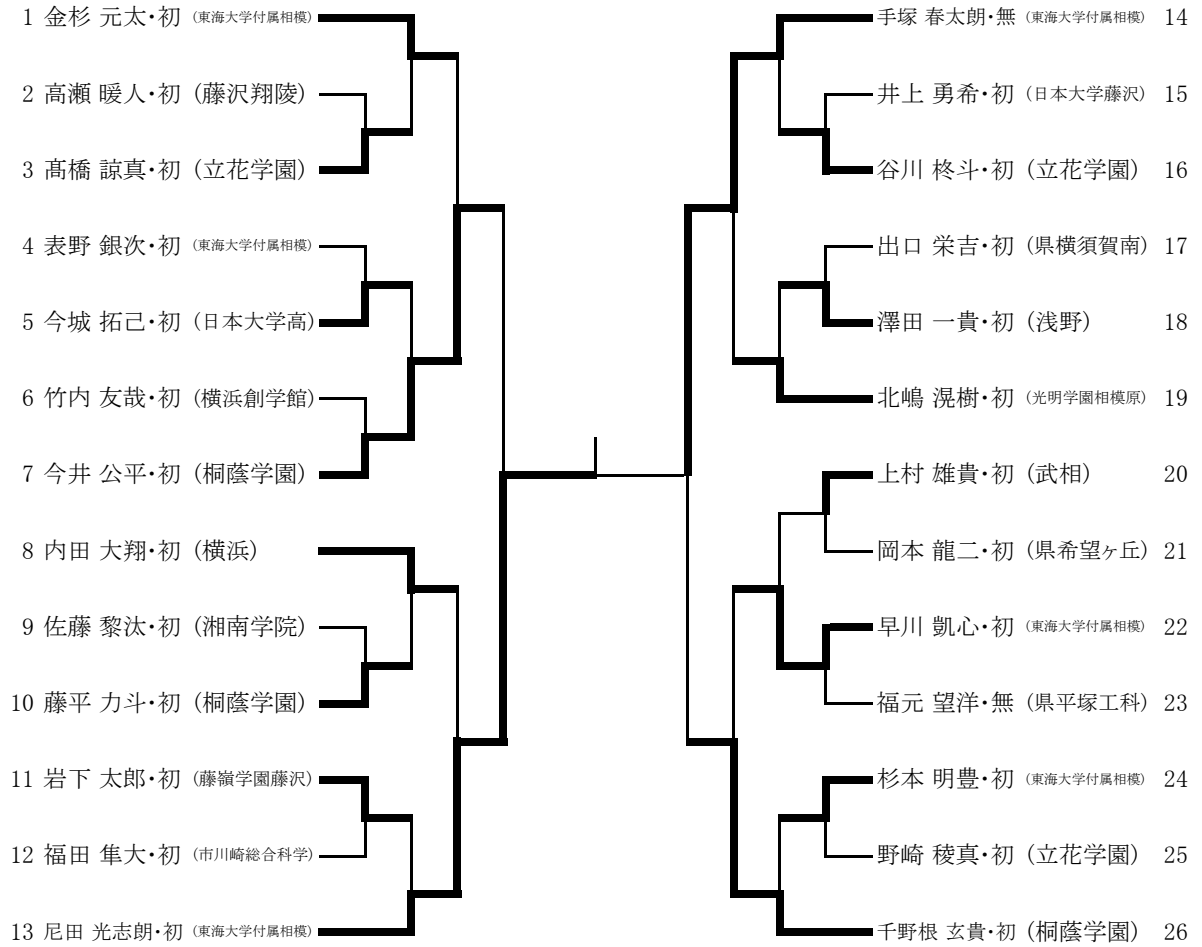 1 金杉 元太・初 (東海大学付属相模)
2 高瀬 暖人・初 (藤沢翔陵)
3 髙橋 諒真・初 (立花学園)
4 表野 銀次・初 (東海大学付属相模)
5 今城 拓己・初 (日本大学高)
6 竹内 友哉・初 (横浜創学館)
7 今井 公平・初 (桐蔭学園)
8 内田 大翔・初 (横浜)
9 佐藤 黎汰・初 (湘南学院)
10 藤平 力斗・初 (桐蔭学園)
11 岩下 太郎・初 (藤嶺学園藤沢)
12 福田 隼大・初 (市川崎総合科学)
13 尼田 光志朗・初 (東海大学付属相模)
手塚 春太朗・無 (東海大学付属相模) 14
井上 勇希・初 (日本大学藤沢) 15
谷川 柊斗・初 (立花学園) 16
出口 栄吉・初 (県横須賀南) 17
澤田 一貴・初 (浅野) 18
北嶋 滉樹・初 (光明学園相模原) 19
上村 雄貴・初 (武相) 20
岡本 龍二・初 (県希望ヶ丘) 21
早川 凱心・初 (東海大学付属相模) 22
福元 望洋・無 (県平塚工科) 23
杉本 明豊・初 (東海大学付属相模) 24
野崎 稜真・初 (立花学園) 25
千野根 玄貴・初 (桐蔭学園) 26